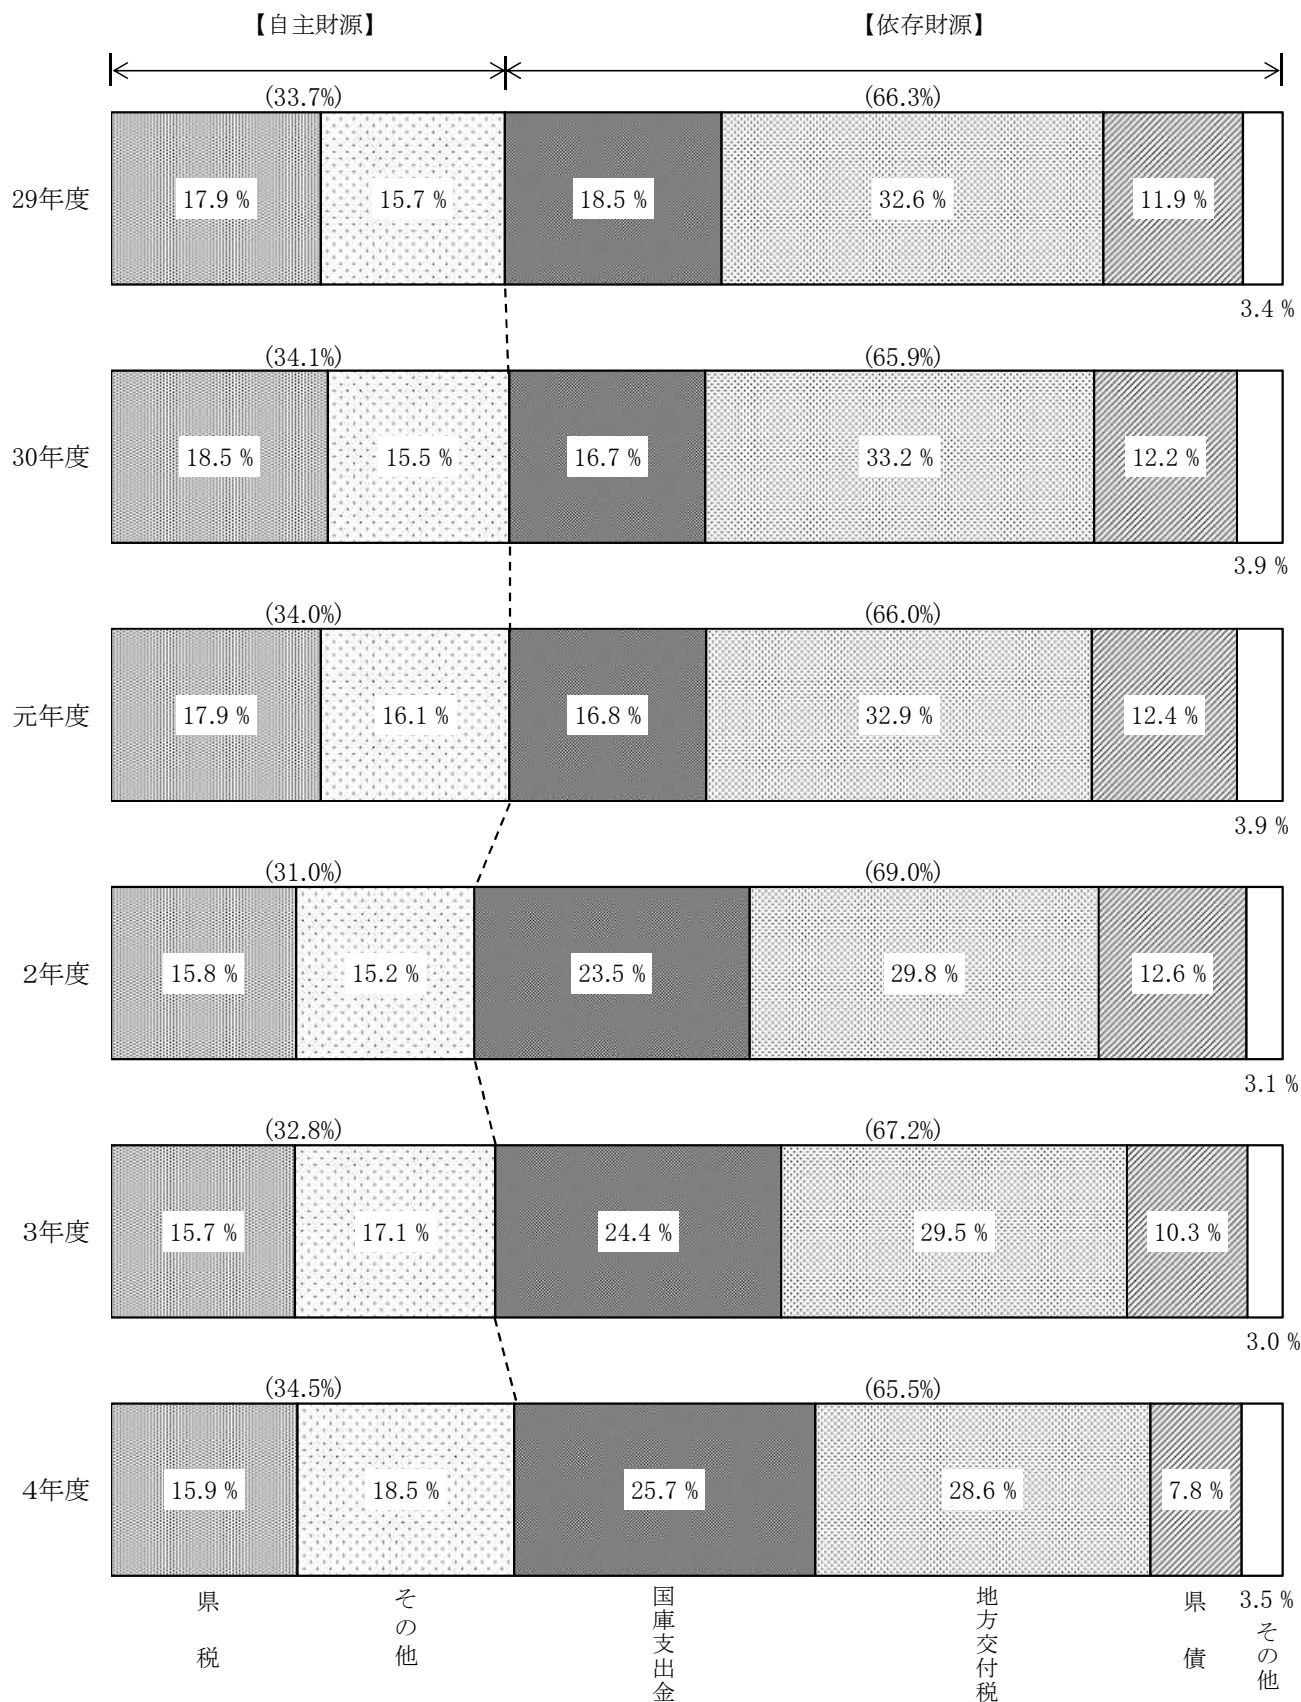 【自主財源】 【依存財源】
(33.7%) (66.3%)
29年度 17.9 % 15.7 % 18.5 % 32.6 % 11.9 %
3.4 %
(34.1%) (65.9%)
30年度 18.5 % 15.5 % 16.7 % 33.2 % 12.2 %
3.9 %
(34.0%) (66.0%)
元年度 17.9 % 16.1 % 16.8 % 32.9 % 12.4 %
3.9 %
(31.0%) (69.0%)
2年度 15.8 % 15.2 % 23.5 % 29.8 % 12.6 %
3.1 %
(32.8%) (67.2%)
3年度 15.7 % 17.1 % 24.4 % 29.5 % 10.3 %
3.0 %
(34.5%) (65.5%)
4年度 15.9 % 18.5 % 25.7 % 28.6 % 7.8 %
3.5 %
県税
その他
国庫支出金
地方交付税
県債
その他